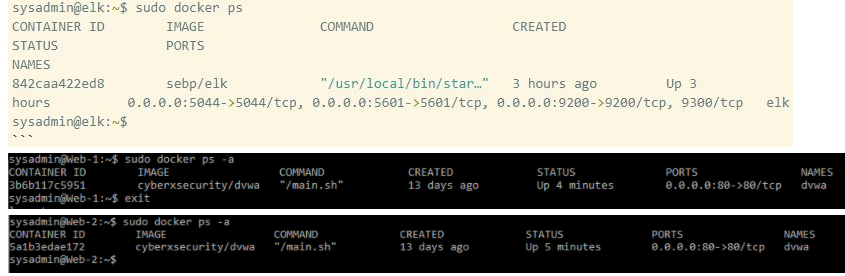 sysadmin@elk:~$ sudo docker ps
CONTAINER ID IMAGE COMMAND CREATED
STATUS PORTS
NAMES
842caa422ed8 sebp/elk "/usr/local/bin/star…" 3 hours ago Up 3
hours 0.0.0.0:5044->5044/tcp, 0.0.0.0:5601->5601/tcp, 0.0.0.0:9200->9200/tcp, 9300/tcp elk
sysadmin@elk:~$
```
sysadmin@Web-1:~$ sudo docker ps -a
CONTAINER ID IMAGE COMMAND CREATED STATUS PORTS NAMES
3b6b117c5951 cyberxsecurity/dvwa "/main.sh" 13 days ago Up 4 minutes 0.0.0.0:80->80/tcp dvwa
sysadmin@Web-1:~$ exit
sysadmin@Web-2:~$ sudo docker ps -a
CONTAINER ID IMAGE COMMAND CREATED STATUS PORTS NAMES
5a1b3edae172 cyberxsecurity/dvwa "/main.sh" 13 days ago Up 5 minutes 0.0.0.0:80->80/tcp dvwa
sysadmin@Web-2:~$